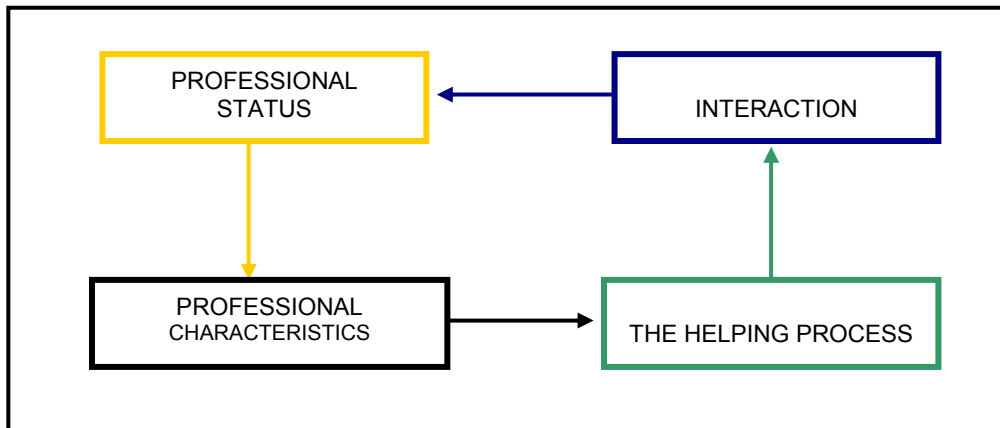 PROFESSIONAL
STATUS
INTERACTION
PROFESSIONAL
CHARACTERISTICS
THE HELPING PROCESS